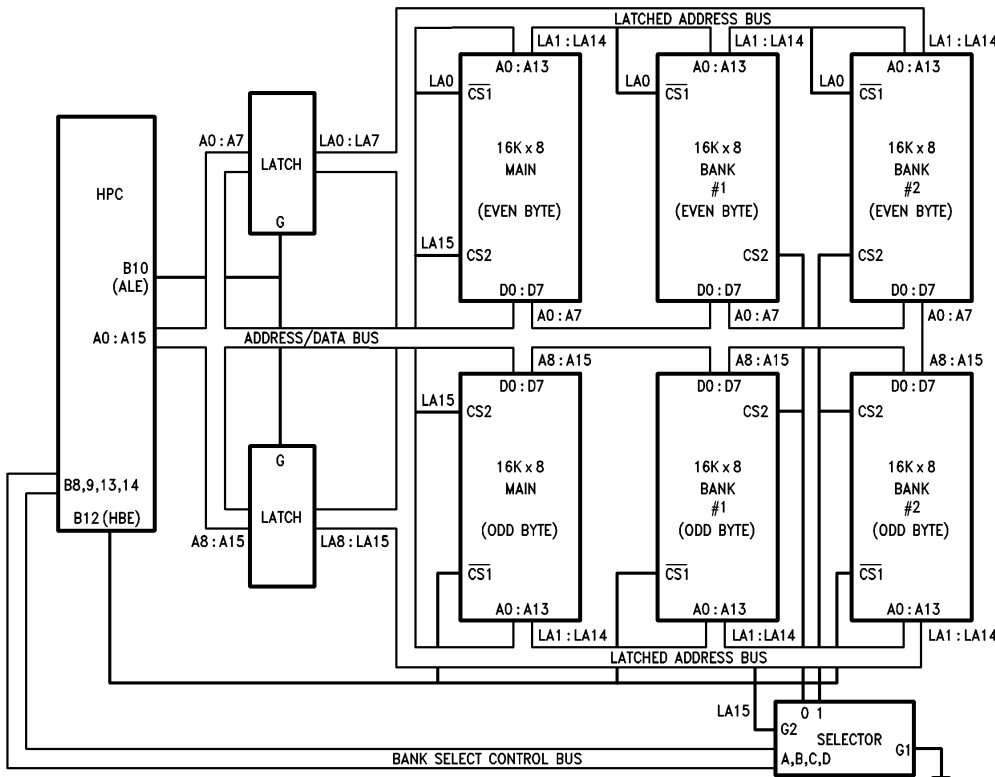 LATCHED ADDRESS BUS
LA1:LA14
LA1:LA14
LA1:LA14
A0:A13
A0:A13
A0:A13
LA0
CS1
LA0
CS1
LA0
CS1
A0:A7
LA0:LA7
LATCH
G
HPC
16K x 8
MAIN
(EVEN BYTE)
16K x 8
BANK
#1
(EVEN BYTE)
16K x 8
BANK
#2
(EVEN BYTE)
LA15
CS2
CS2
CS2
B10
(ALE)
D0:D7
D0:D7
D0:D7
A0:A7
A0:A7
A0:A7
A0:A15
ADDRESS/DATA BUS
A8:A15
A8:A15
A8:A15
D0:D7
D0:D7
D0:D7
LA15
CS2
CS2
CS2
G
LATCH
16K x 8
MAIN
(ODD BYTE)
16K x 8
BANK
#1
(ODD BYTE)
16K x 8
BANK
#2
(ODD BYTE)
B8,9,13,14
B12(HBE)
A8:A15
LA8:LA15
CS1
CS1
CS1
A0:A13
A0:A13
A0:A13
LA1:LA14
LA1:LA14
LA1:LA14
LATCHED ADDRESS BUS
LA15
0 1
G2
SELECTOR
G1
A,B,C,D
BANK SELECT CONTROL BUS